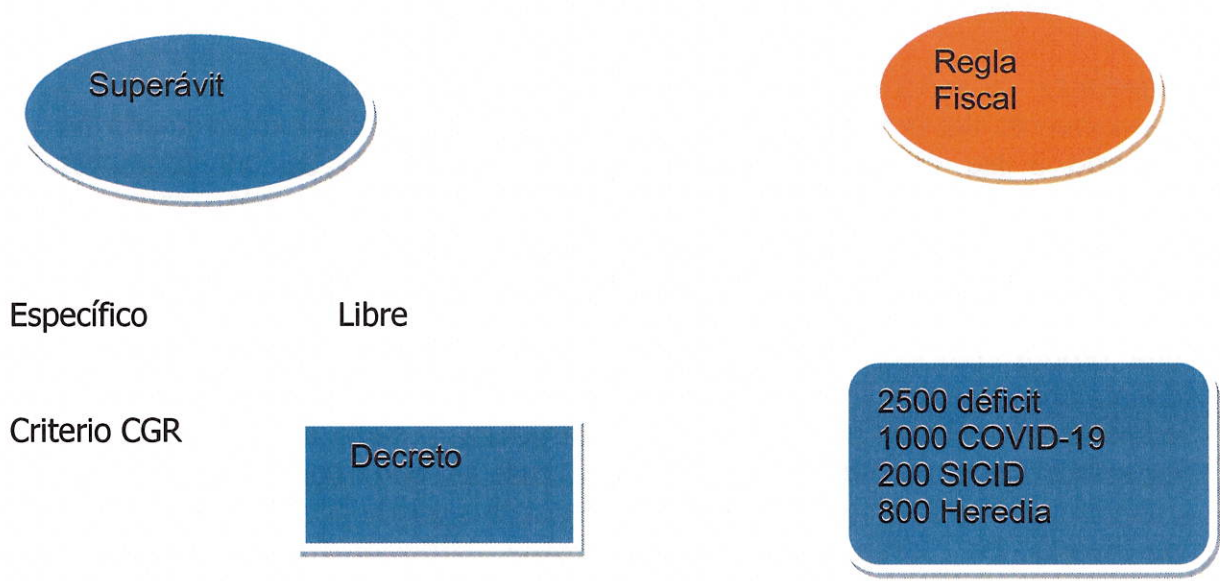 Superávit
Regla
Fiscal
Específico
Libre
Criterio CGR
Decreto
2500 déficit
1000 COVID-19
200 SICID
800 Heredia